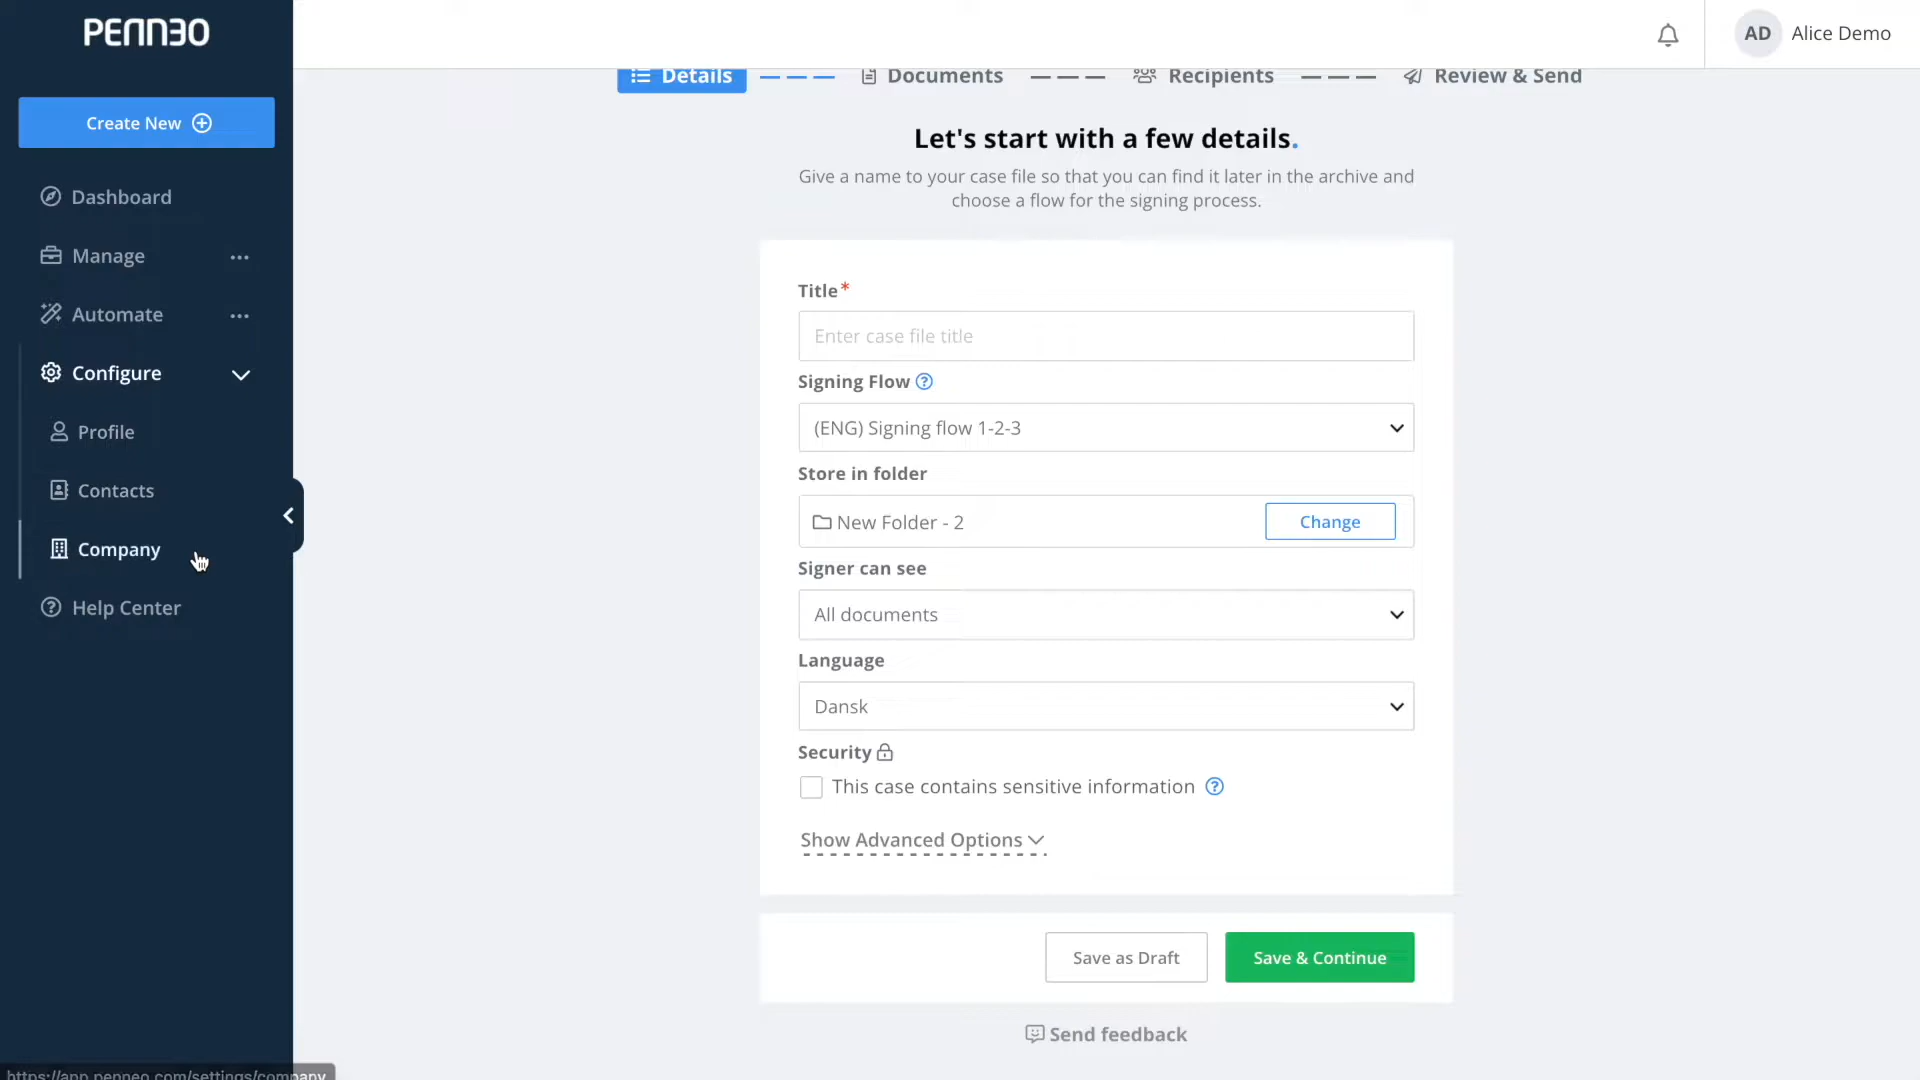 PENNEO
AD
Alice Demo
Create New
Details
Documents
Recipients
Review & Send
Let's start with a few details.
Give a name to your case file so that you can find it later in the archive and
choose a flow for the signing process.
Dashboard
Manage
...
Automate
...
Configure
Profile
Contacts
Company
Help Center
Title*
Enter case file title
Signing Flow ?
(ENG) Signing flow 1-2-3
Store in folder
New Folder - 2
Change
Signer can see
All documents
Language
Dansk
Security
This case contains sensitive information ?
Show Advanced Options
Save as Draft
Save & Continue
Send feedback
https://app.penneo.com/settings/company